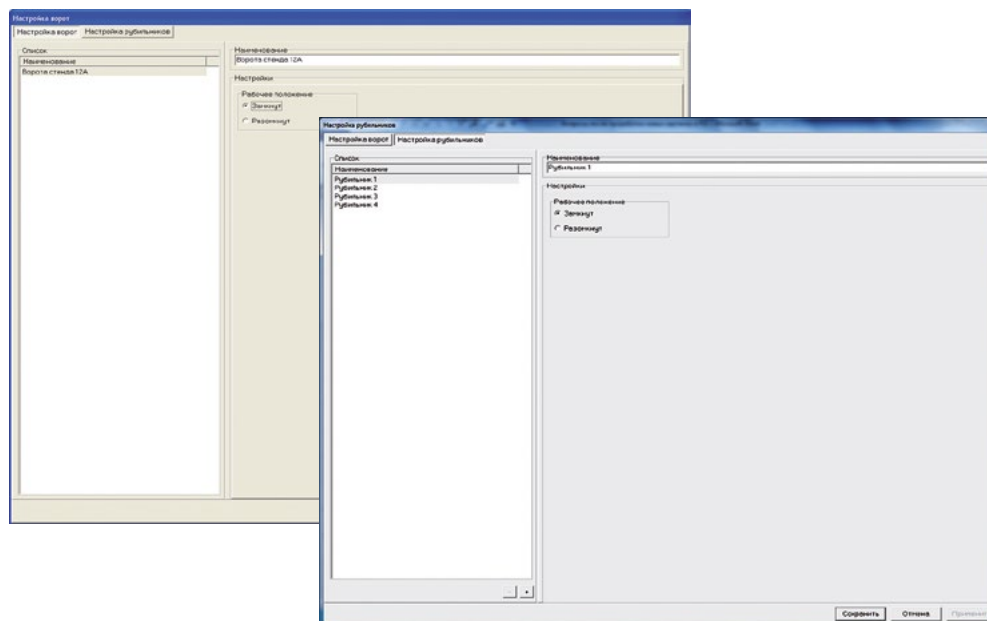 Настройка ворот
Настройка ворот Настройка рубильников
Список
Наименование
Ворота стенда 12А
Наименование
Ворота стенда 12А
Настройки
Рабочее положение
Замкнут
Разомкнут
Настройка рубильников
Настройка ворот Настройка рубильников
Список
Наименование
Рубильник 1
Рубильник 2
Рубильник 3
Рубильник 4
Наименование
Рубильник 1
Настройки
Рабочее положение
Замкнут
Разомкнут
- +
Сохранить Отмена